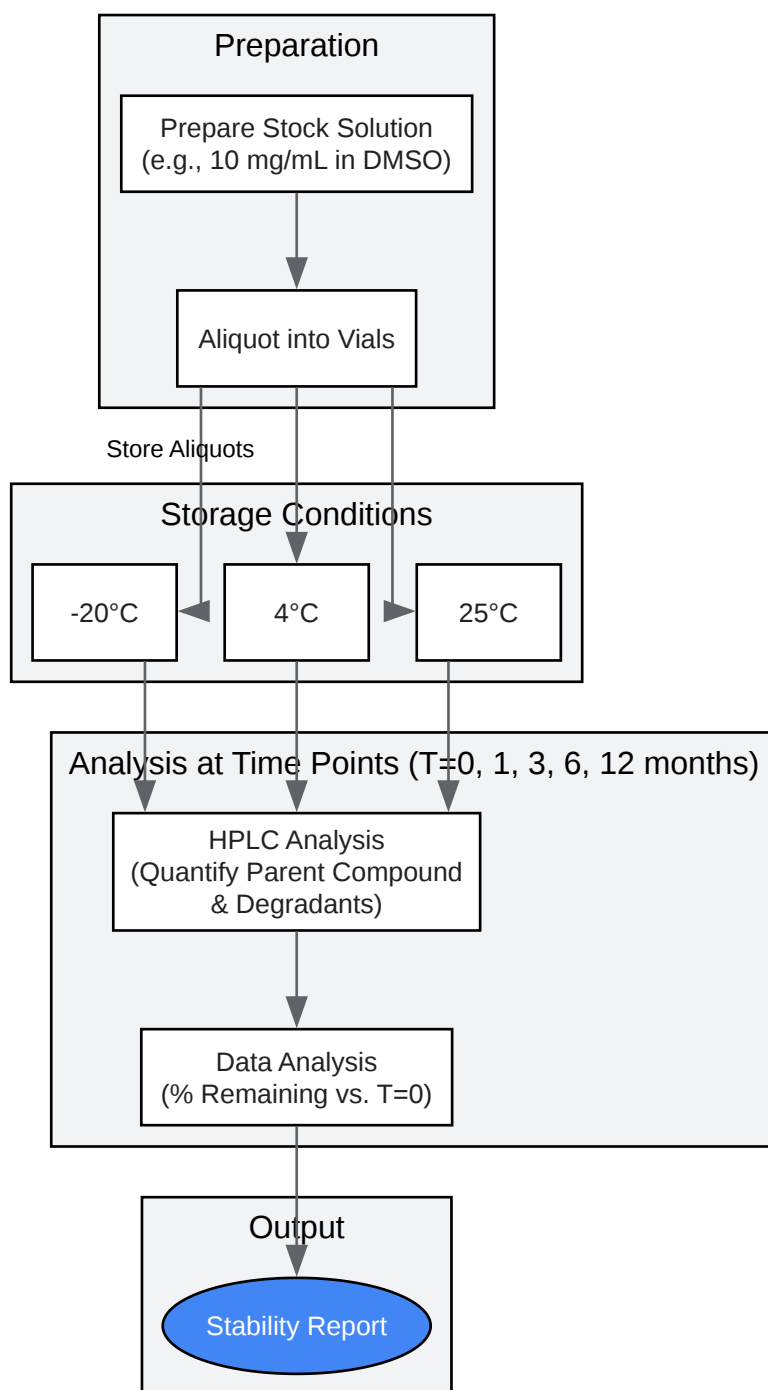 Preparation
Prepare Stock Solution
(e.g., 10 mg/mL in DMSO)
Aliquot into Vials
Store Aliquots
Storage Conditions
-20°C
4°C
25°C
Analysis at Time Points (T=0, 1, 3, 6, 12 months)
HPLC Analysis
(Quantify Parent Compound
& Degradants)
Data Analysis
(% Remaining vs. T=0)
Output
Stability Report